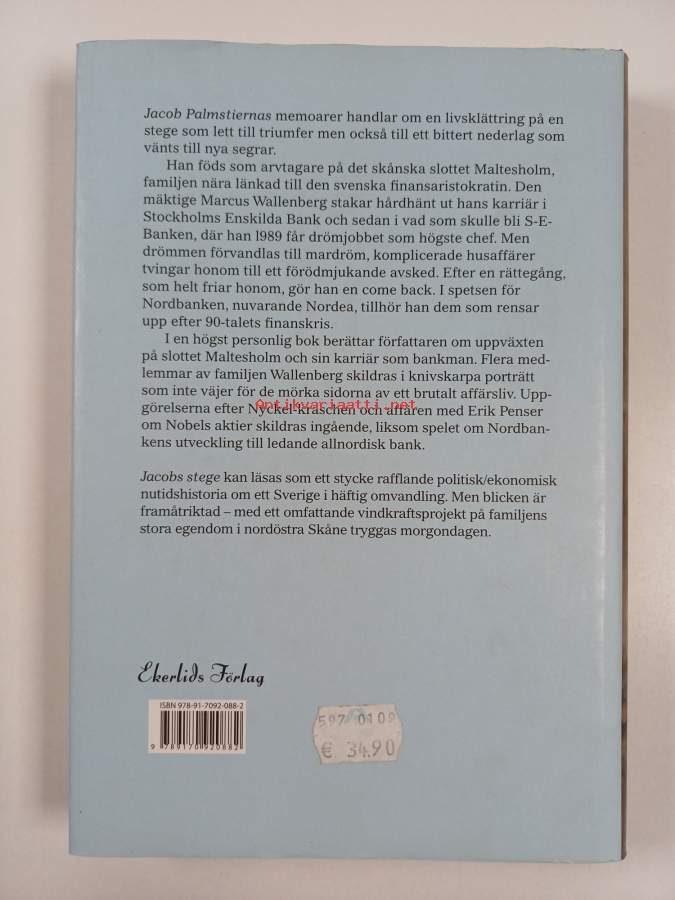 Jacob Palmstiernas memoarer handlar om en livsklättring på en
stege som lett till triumfer men också till ett bittert nederlag som
vänts till nya segrar.
Han föds som arvtagare på det skånska slottet Maltesholm,
familjen nära länkad till den svenska finansaristokratin. Den
mäktige Marcus Wallenberg stakar hårdhänt ut hans karriär i
Stockholms Enskilda Bank och sedan i vad som skulle bli S-E-
Banken, där han 1989 får drömjobbet som högste chef. Men
drömmen förvandlas till mardröm, komplicerade husaffärer
tvingar honom till ett förödmjukande avsked. Efter en rättegång,
som helt friar honom, gör han en come back. I spetsen för
Nordbanken, nuvarande Nordea, tillhör han dem som rensar
upp efter 90-talets finanskris.
I en högst personlig bok berättar författaren om uppväxten
på slottet Maltesholm och sin karriär som bankman. Flera med-
lemmar av familjen Wallenberg skildras i knivskarpa porträtt
som inte väjer för de mörka sidorna av ett brutalt affärsliv. Upp-
Antikvariaatti.net
görelserna efter Nyckel-kraschen och affären med Erik Penser
om Nobels aktier skildras ingående, liksom spelet om Nordban-
kens utveckling till ledande allnordisk bank.
Jacobs stege kan läsas som ett stycke rafflande politisk/ekonomisk
nutidshistoria om ett Sverige i häftig omvandling. Men blicken är
framåtriktad – med ett omfattande vindkraftsprojekt på familjens
stora egendom i nordöstra Skåne tryggas morgondagen.
Ekerlids Förlag
ISBN 978-91-7092-088-2
9 789170 920882
597 0109
€ 34.90